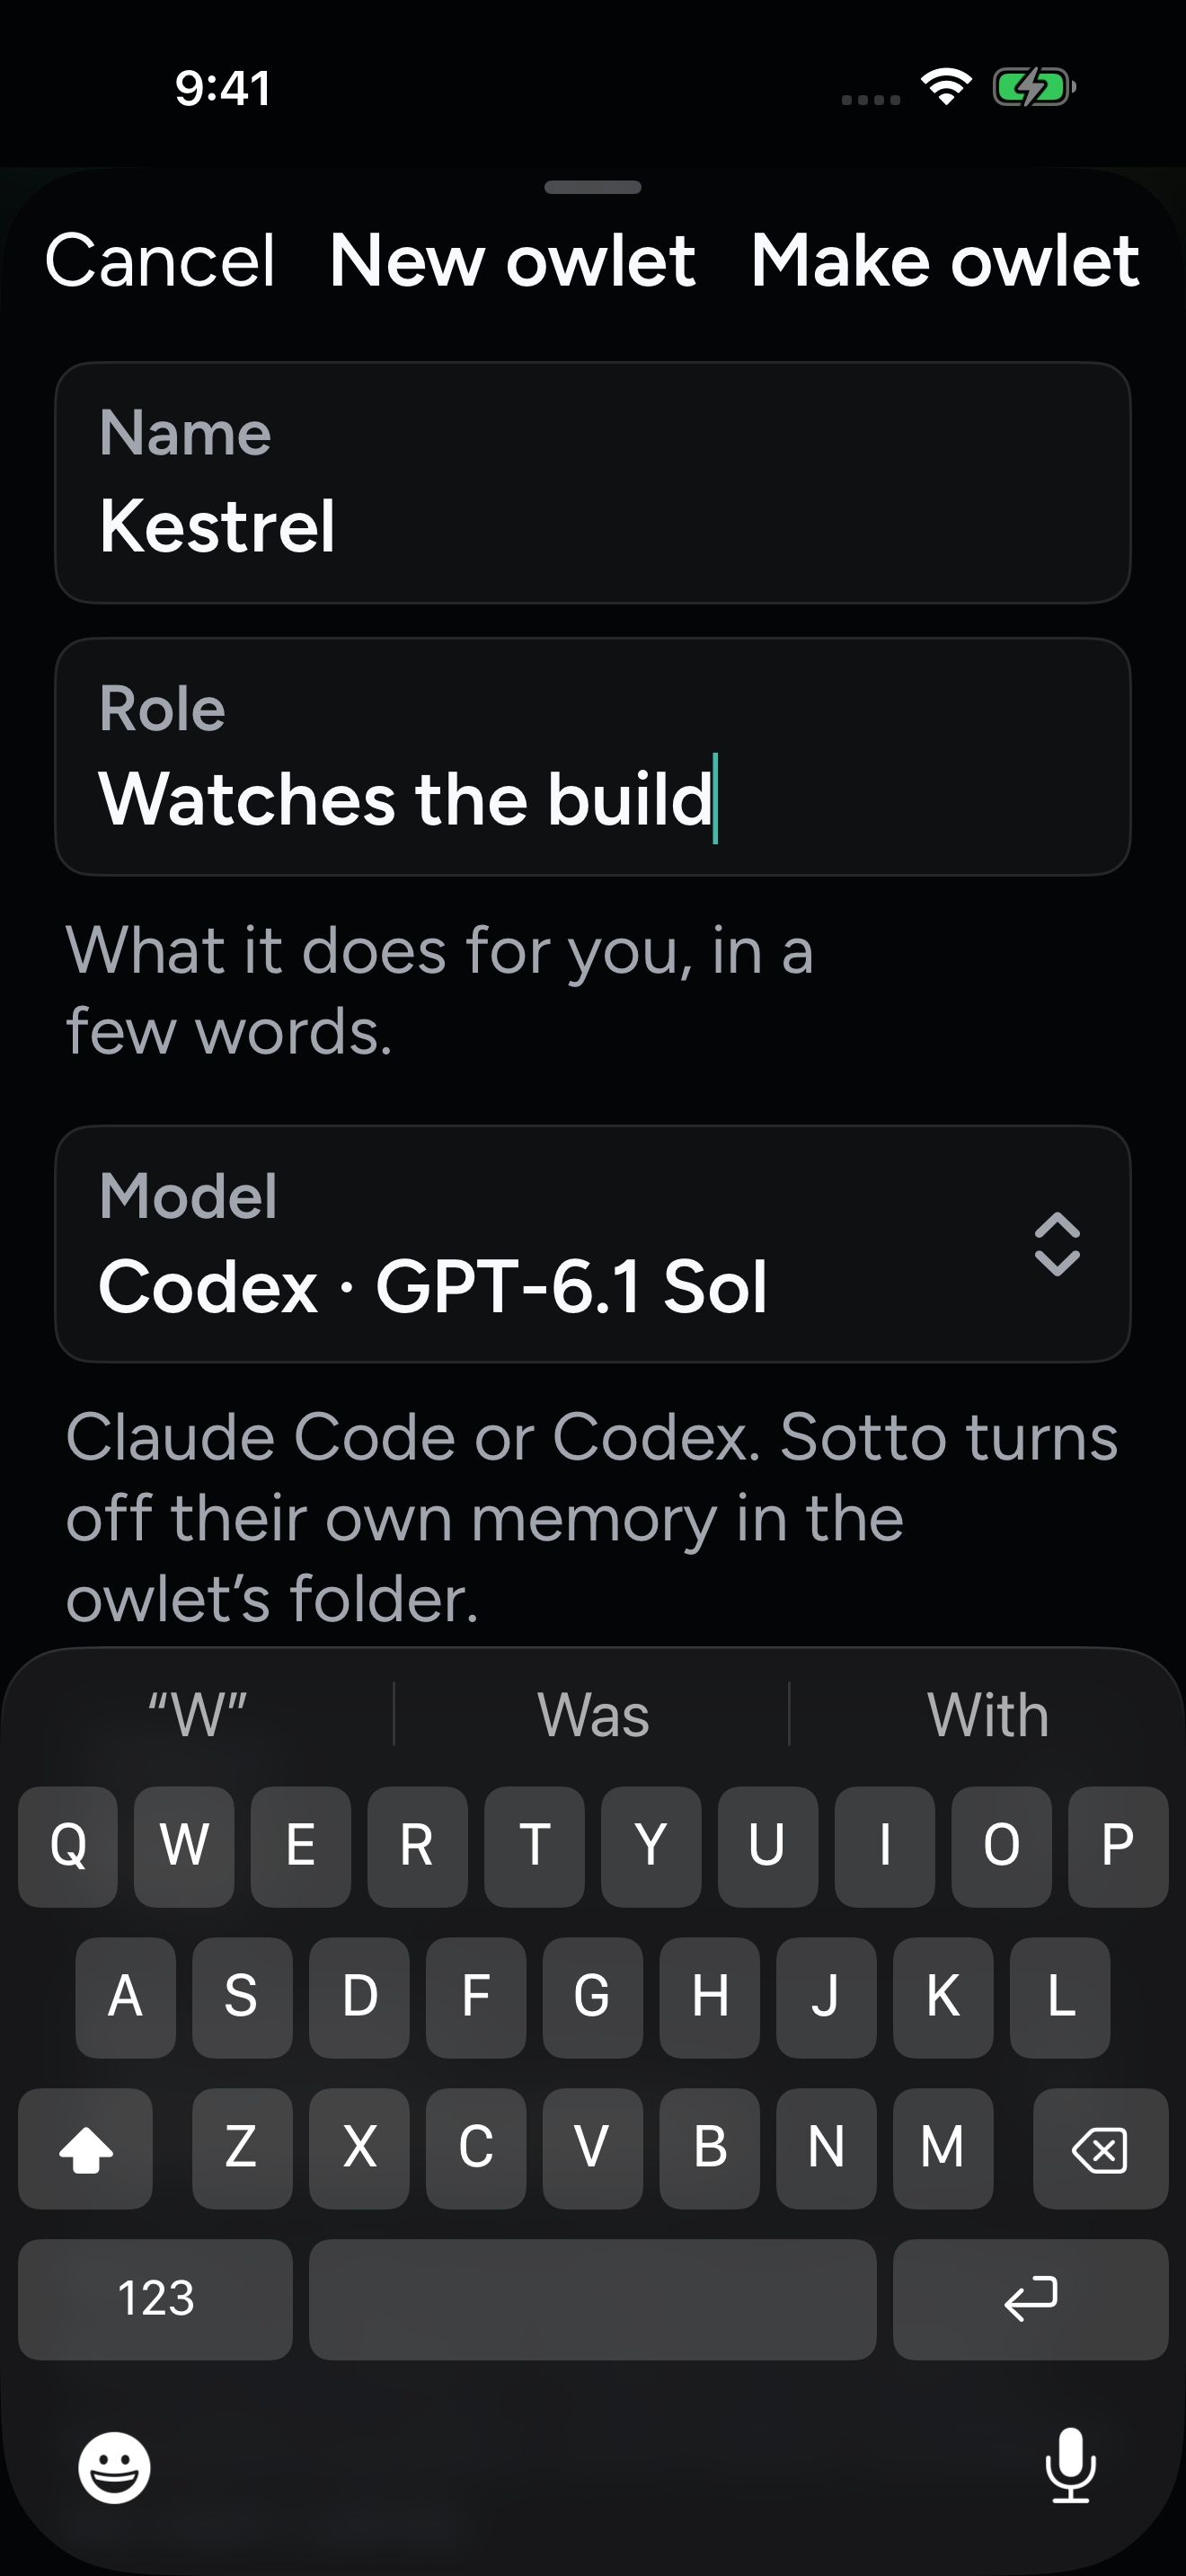 9:41
Cancel New owlet Make owlet
Name
Kestrel
Role
Watches the build
What it does for you, in a
few words.
Model
Codex · GPT-6.1 Sol
Claude Code or Codex. Sotto turns
off their own memory in the
owlet’s folder.
“W” Was With
Q W E R T Y U I O P
A S D F G H J K L
Z X C V B N M
123